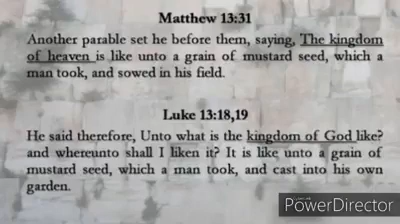 Matthew 13:31
Another parable set he before them, saying, The kingdom
of heaven is like unto a grain of mustard seed, which a
man took, and sowed in his field.
Luke 13:18,19
He said therefore, Unto what is the kingdom of God like?
and whereunto shall I liken it? It is like unto a grain of
mustard seed, which a man took, and cast into his own
garden.
PowerDirector